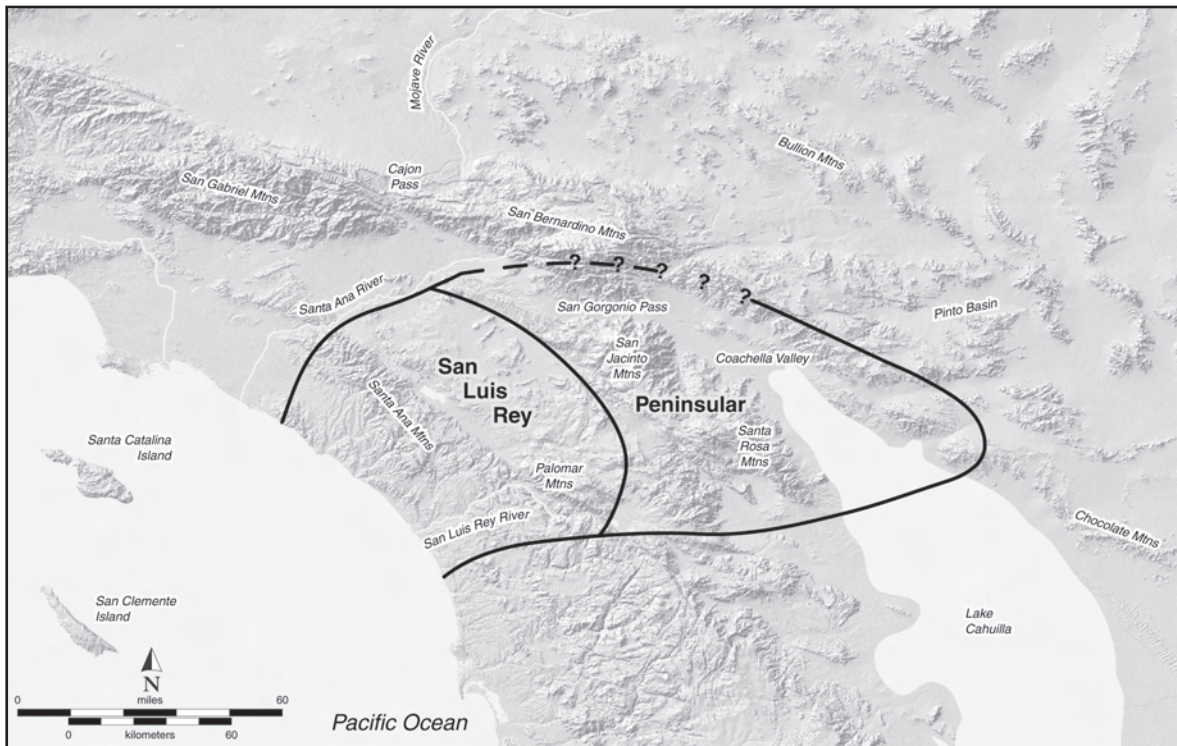 Mojave River
Cajon
Pass
San Gabriel Mtns
Bullion Mtns
San Bernardino Mtns
Santa Ana River
?
?
?
?
?
San Gorgonio Pass
Pinto Basin
San
Jacinto
Mtns
Coachella Valley
San
Luis
Rey
Peninsular
Santa Ana Mtns
Santa
Rosa
Mtns
Santa Catalina
Island
Palomar
Mtns
San Luis Rey River
Chocolate Mtns
San Clemente
Island
Lake
Cahuilla
N
0
miles
60
0
kilometers
60
Pacific Ocean